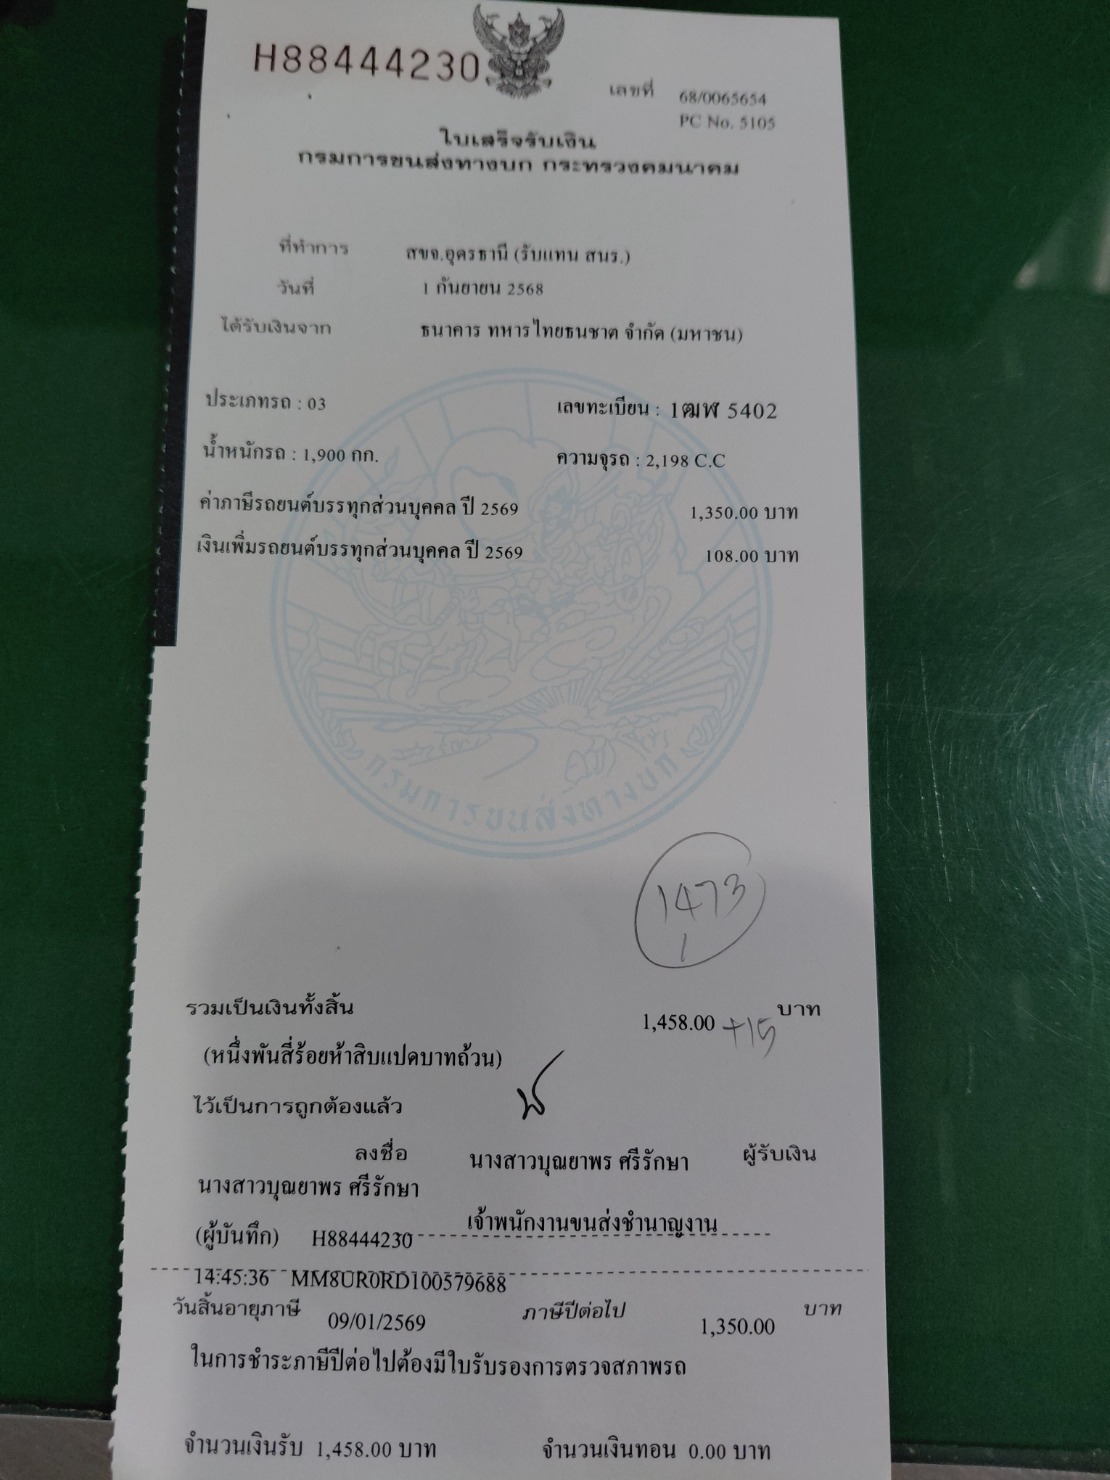 H88444230
เลขที่ 68/0065654
PC No. 5105
ใบเสร็จรับเงิน
กรมการขนส่งทางบก กระทรวงคมนาคม
ที่ทำการ สขจ.อุดรธานี (รับแทน สนร.)
วันที่ 1 กันยายน 2568
ได้รับเงินจาก ธนาคาร ทหารไทยธนชาต จำกัด (มหาชน)
ประเภทรถ : 03 เลขทะเบียน : 1ฒฬ 5402
น้ำหนักรถ : 1,900 กก. ความจุรถ : 2,198 C.C
ค่าภาษีรถยนต์บรรทุกส่วนบุคคล ปี 2569 1,350.00 บาท
เงินเพิ่มรถยนต์บรรทุกส่วนบุคคล ปี 2569 108.00 บาท
กรมการขนส่งทางบก
1473
รวมเป็นเงินทั้งสิ้น 1,458.00 +15 บาท
(หนึ่งพันสี่ร้อยห้าสิบแปดบาทถ้วน)
ไว้เป็นการถูกต้องแล้ว
ลงชื่อ นางสาวบุณยาพร ศรีรักษา ผู้รับเงิน
นางสาวบุณยาพร ศรีรักษา
เจ้าพนักงานขนส่งชำนาญงาน
(ผู้บันทึก) H88444230
14:45:36 MM8UR0RD100579688
วันสิ้นอายุภาษี 09/01/2569 ภาษีปีต่อไป 1,350.00 บาท
ในการชำระภาษีปีต่อไปต้องมีใบรับรองการตรวจสภาพรถ
จำนวนเงินรับ 1,458.00 บาท จำนวนเงินทอน 0.00 บาท